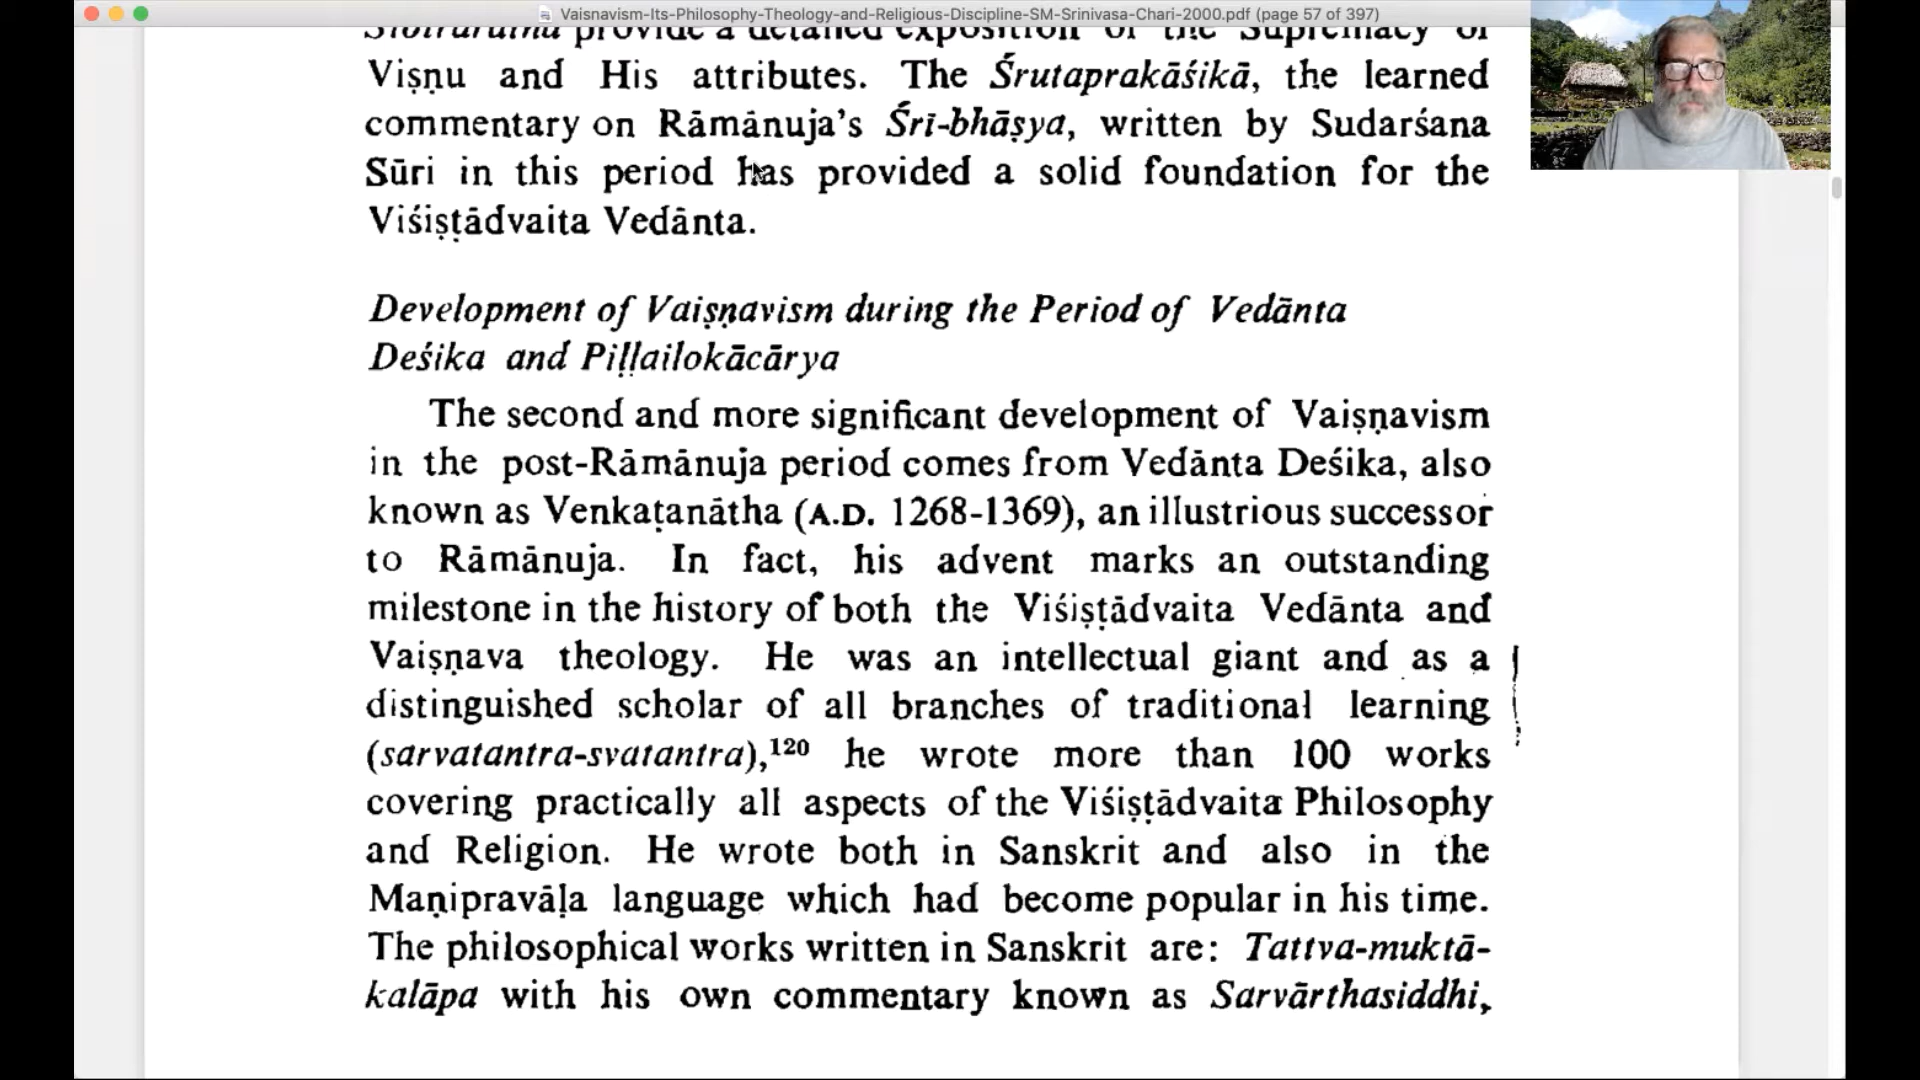 Vaisnavism-Its-Philosophy-Theology-and-Religious-Discipline-SM-Srinivasa-Chari-2000.pdf (page 57 of 397)
provide a detailed exposition of the Supremacy of
Viṣṇu and His attributes. The Śrutaprakāśikā, the learned
commentary on Rāmānuja's Śrī-bhāṣya, written by Sudarśana
Sūri in this period has provided a solid foundation for the
Viśiṣṭādvaita Vedānta.
Development of Vaiṣṇavism during the Period of Vedānta
Deśika and Piḷḷailokācārya
The second and more significant development of Vaiṣṇavism
in the post-Rāmānuja period comes from Vedānta Deśika, also
known as Venkaṭanātha (A.D. 1268-1369), an illustrious successor
to Rāmānuja. In fact, his advent marks an outstanding
milestone in the history of both the Viśiṣṭādvaita Vedānta and
Vaiṣṇava theology. He was an intellectual giant and as a
distinguished scholar of all branches of traditional learning
(sarvatantra-svatantra),¹²⁰ he wrote more than 100 works
covering practically all aspects of the Viśiṣṭādvaita Philosophy
and Religion. He wrote both in Sanskrit and also in the
Maṇipravāḷa language which had become popular in his time.
The philosophical works written in Sanskrit are: Tattva-muktā-
kalāpa with his own commentary known as Sarvārthasiddhi,